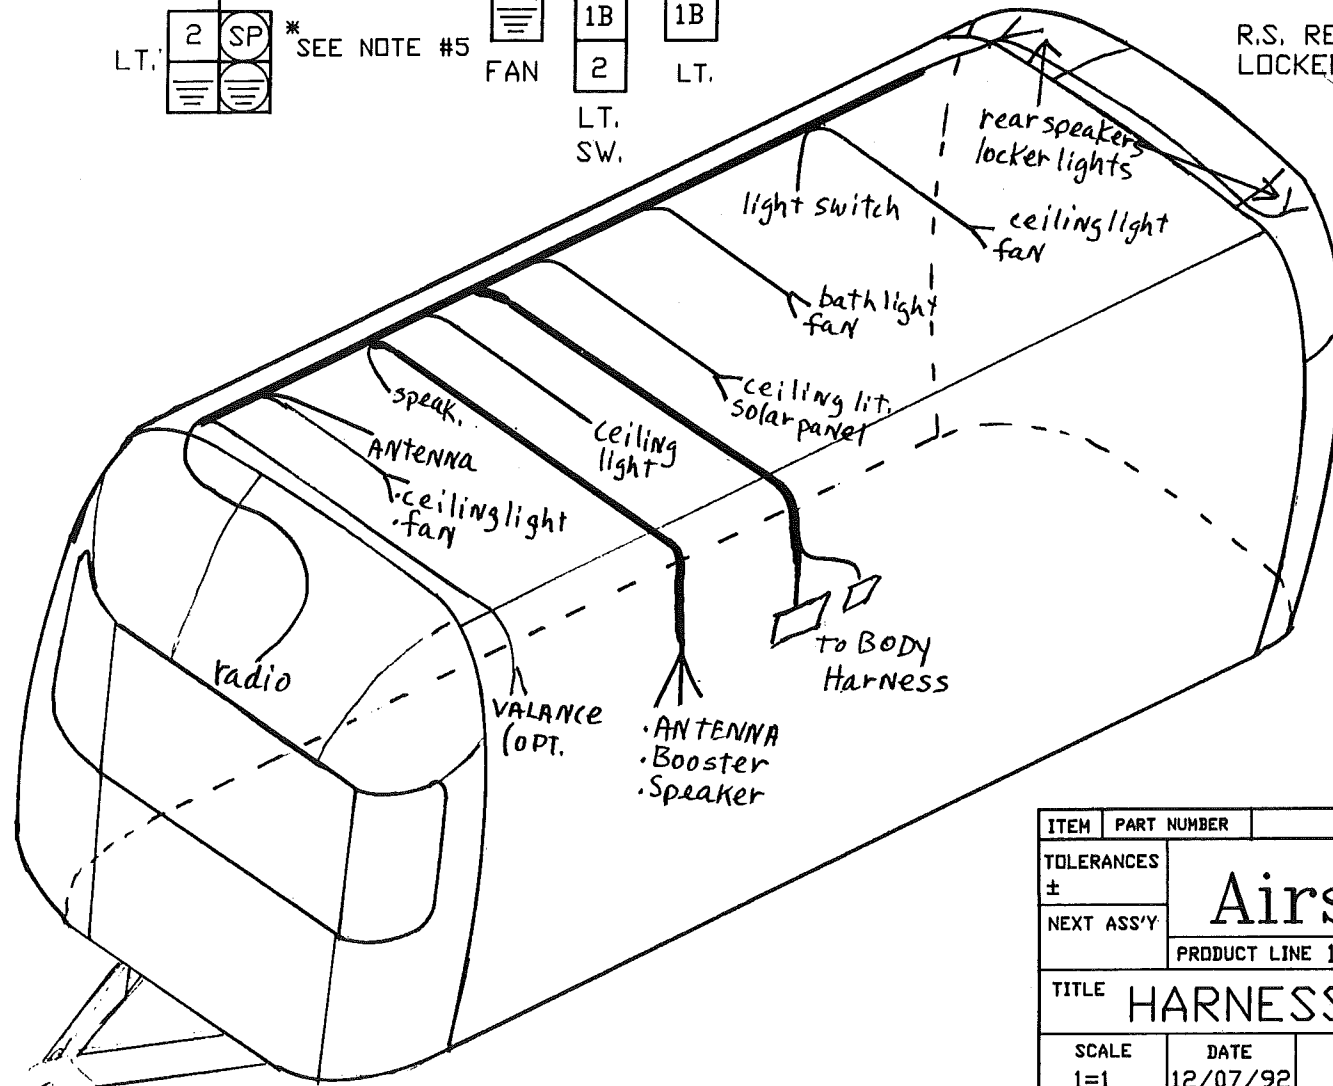 2 SP
LT.
*SEE NOTE #5
FAN
1B
2
LT.
SW.
1B
LT.
R.S. RE
LOCKE
rear speakers
locker lights
light switch
ceiling light
fan
bath light
fan
ceiling lit.
solar panel
speak.
ceiling
light
ANTENNA
·ceiling light
·fan
radio
to BODY
Harness
VALANCE
(OPT.
·ANTENNA
·Booster
·Speaker
ITEM PART NUMBER
TOLERANCES
±
NEXT ASS'Y
Airs
PRODUCT LINE 1
TITLE HARNESS
SCALE
1=1
DATE
12/07/92